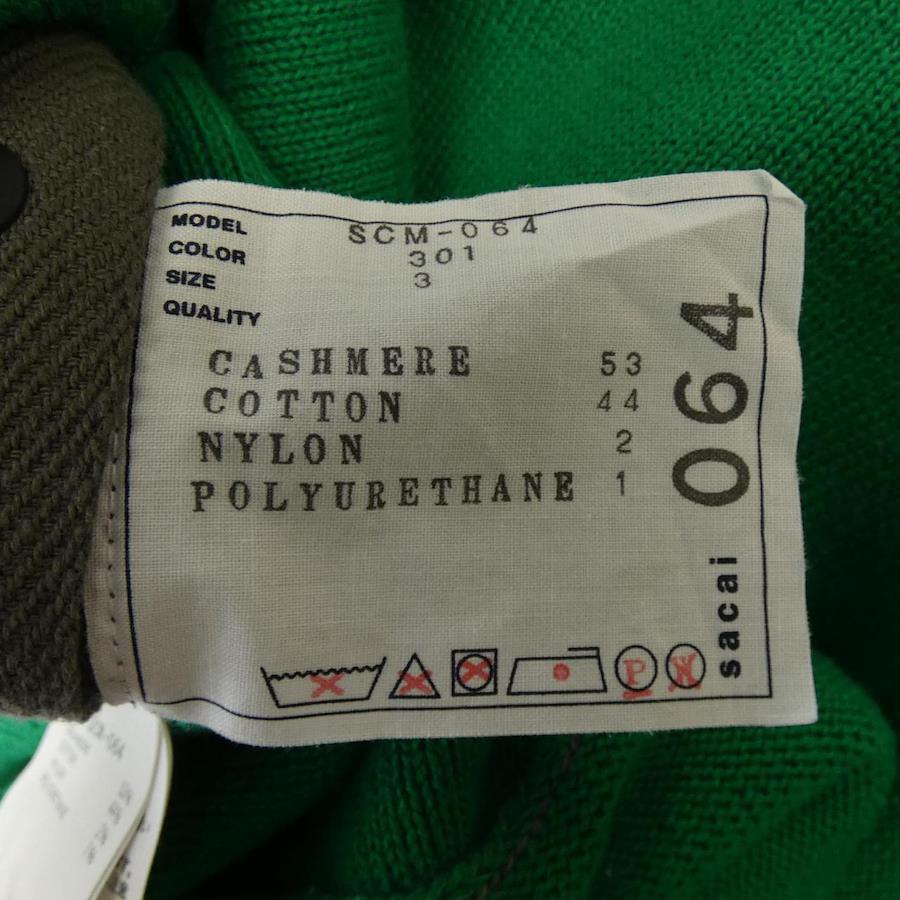 MODEL SCM-064
COLOR 301
SIZE 3
QUALITY
CASHMERE 53
COTTON 44
NYLON 2
POLYURETHANE 1
P W
sacai 064